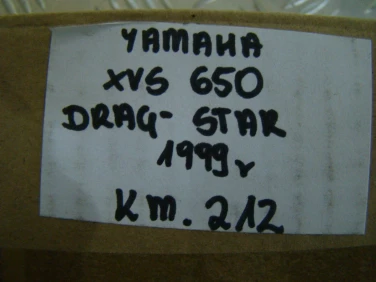 YAMAHA
XVS 650
DRAG-STAR
1999r
KM. 212